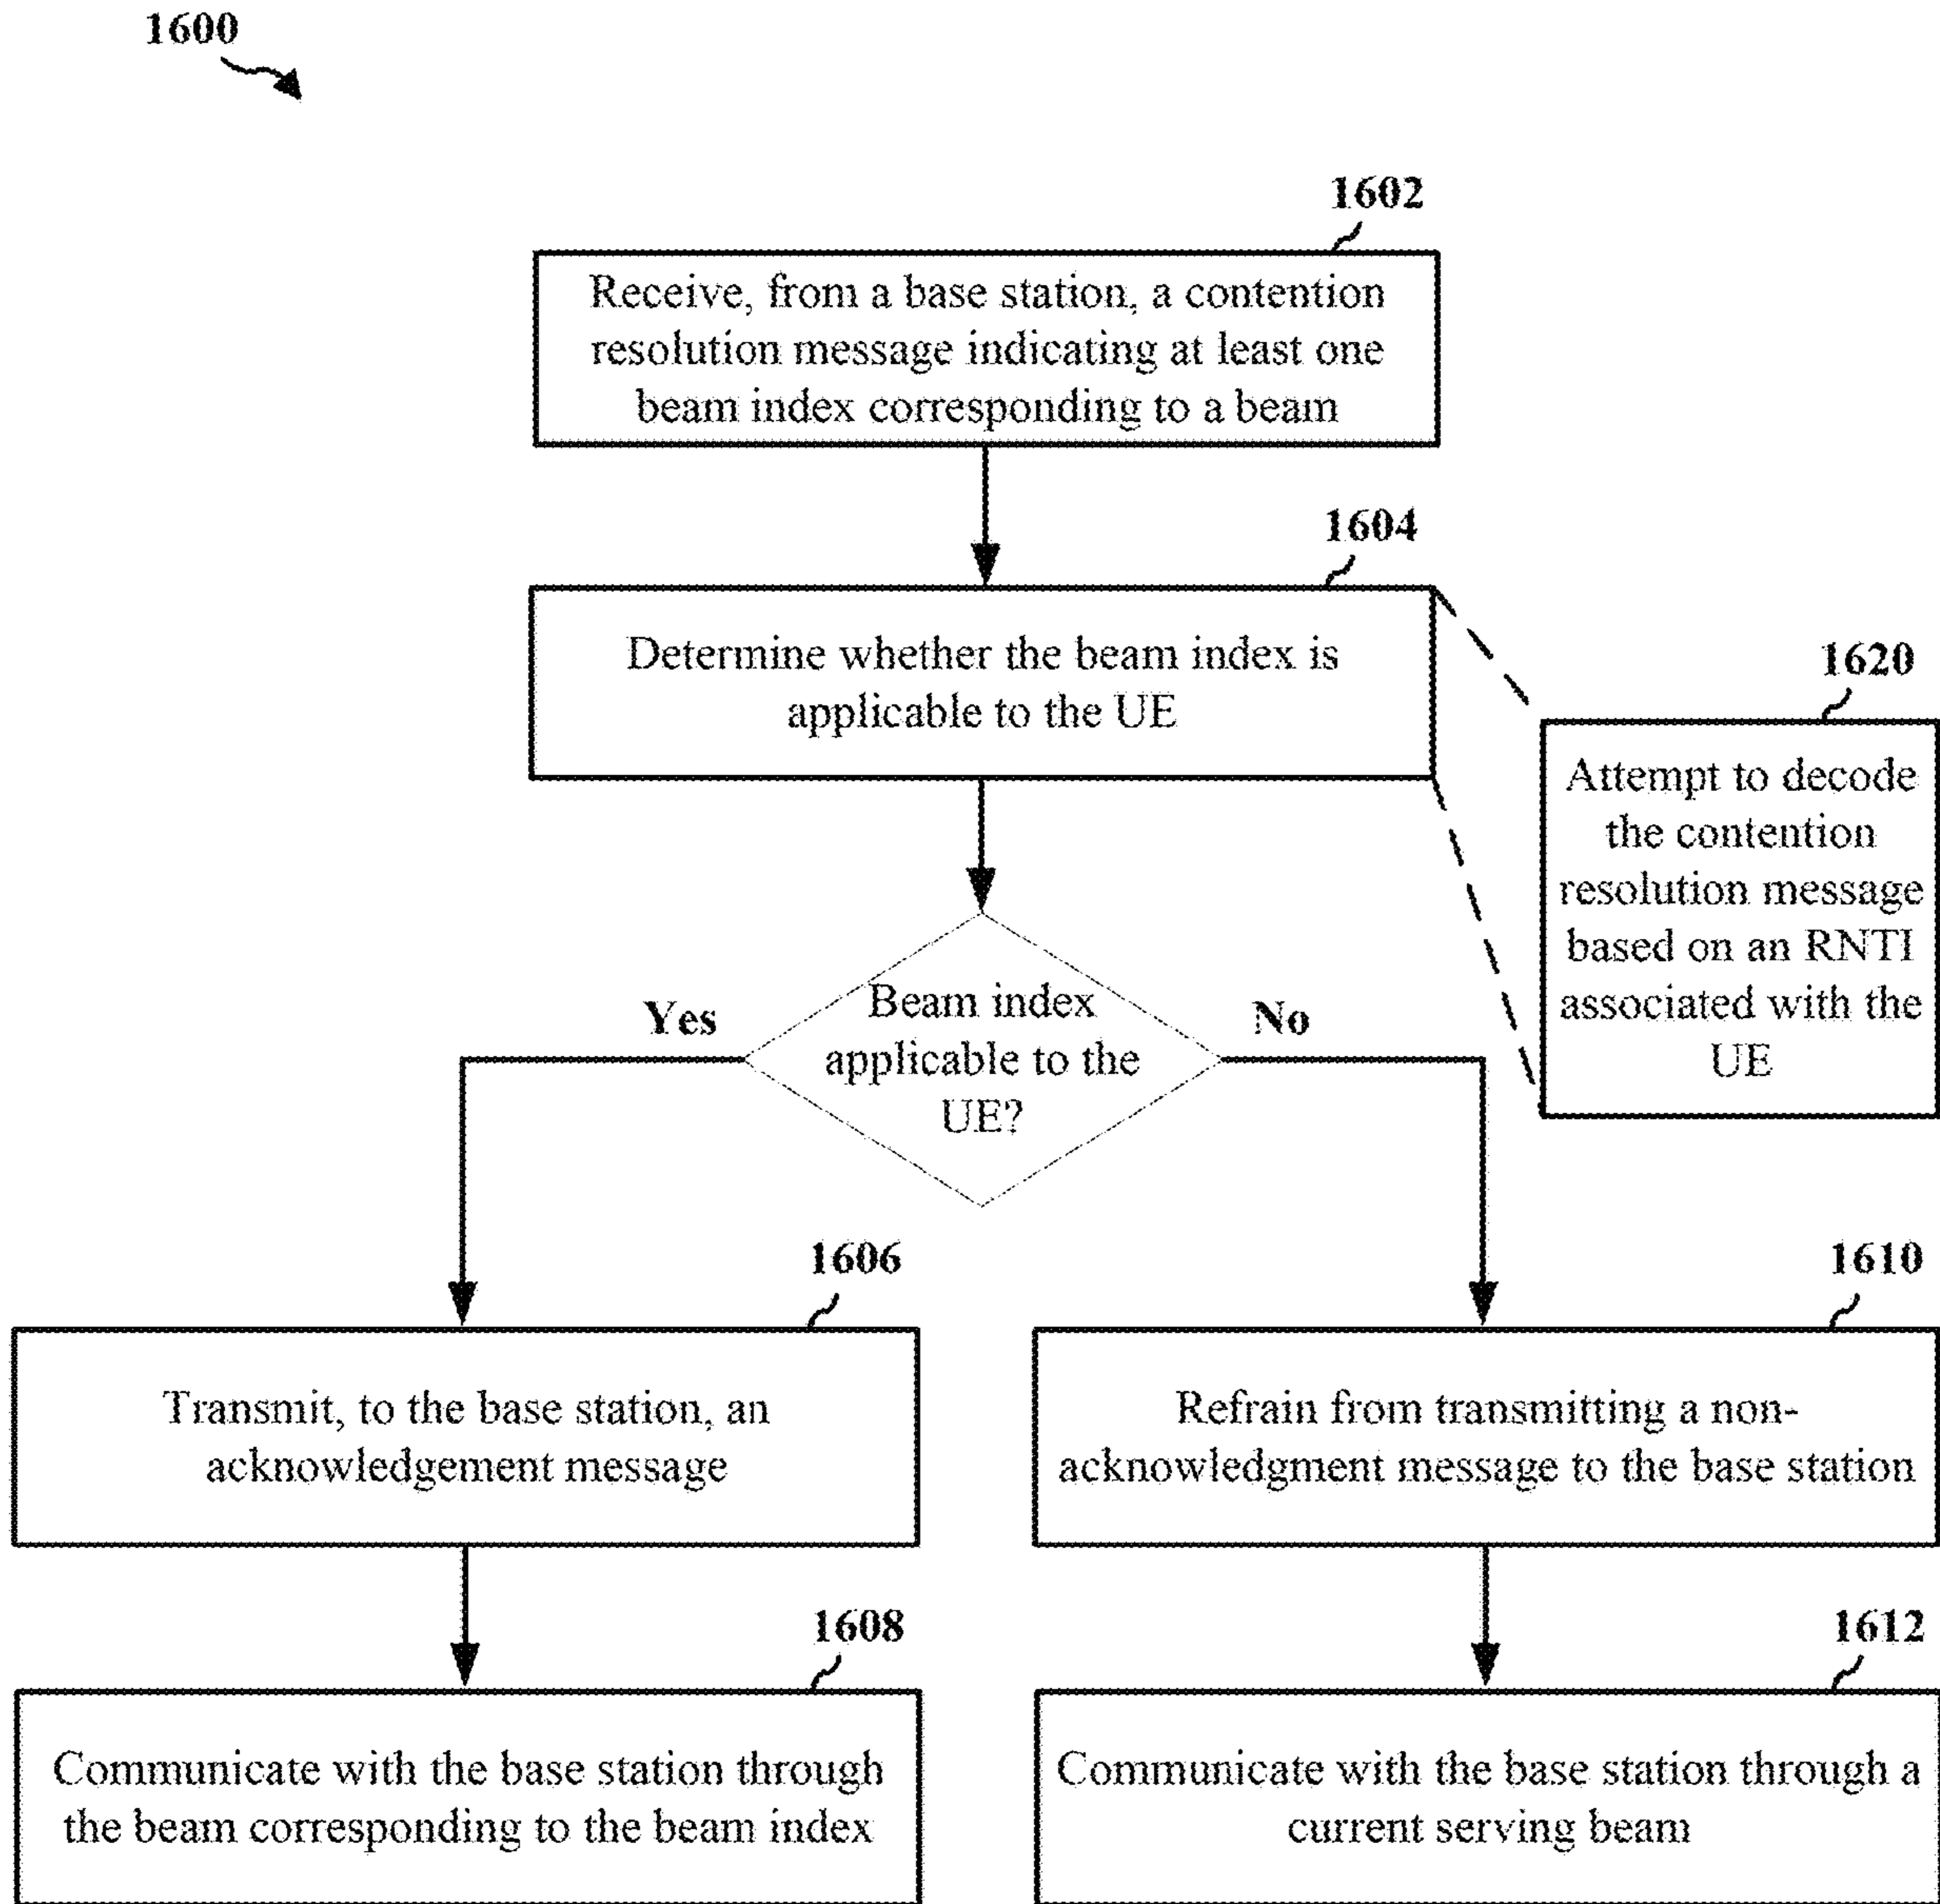 1600
1602
Receive, from a base station, a contention
resolution message indicating at least one
beam index corresponding to a beam
1604
Determine whether the beam index is
applicable to the UE
1620
Attempt to decode
the contention
resolution message
based on an RNTI
associated with the
UE
Yes
Beam index
applicable to the
UE?
No
1606
Transmit, to the base station, an
acknowledgement message
1610
Refrain from transmitting a non-
acknowledgment message to the base station
1608
Communicate with the base station through
the beam corresponding to the beam index
1612
Communicate with the base station through a
current serving beam